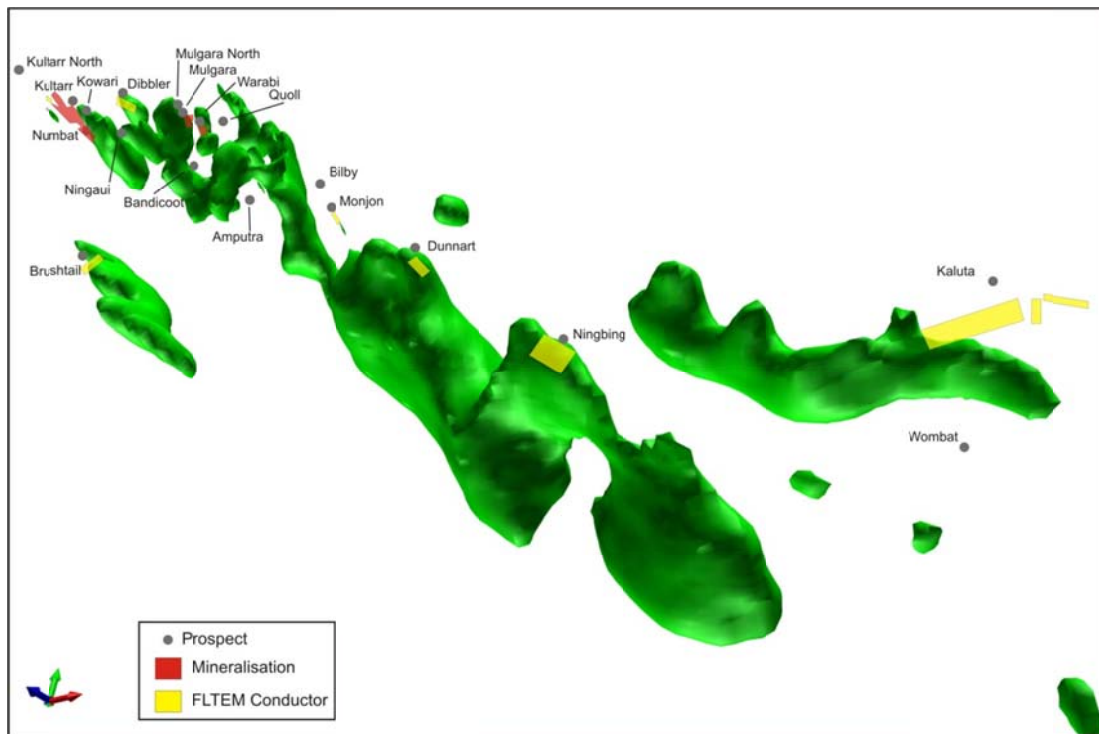 Kultarr North
Mulgara North
Mulgara
Kultarr
Kowari
Dibbler
Warabi
Quoll
Numbat
Ningaui
Bandicoot
Bilby
Monjon
Amputra
Dunnart
Brushtail
Kaluta
Ningbing
Wombat
Prospect
Mineralisation
FLTEM Conductor